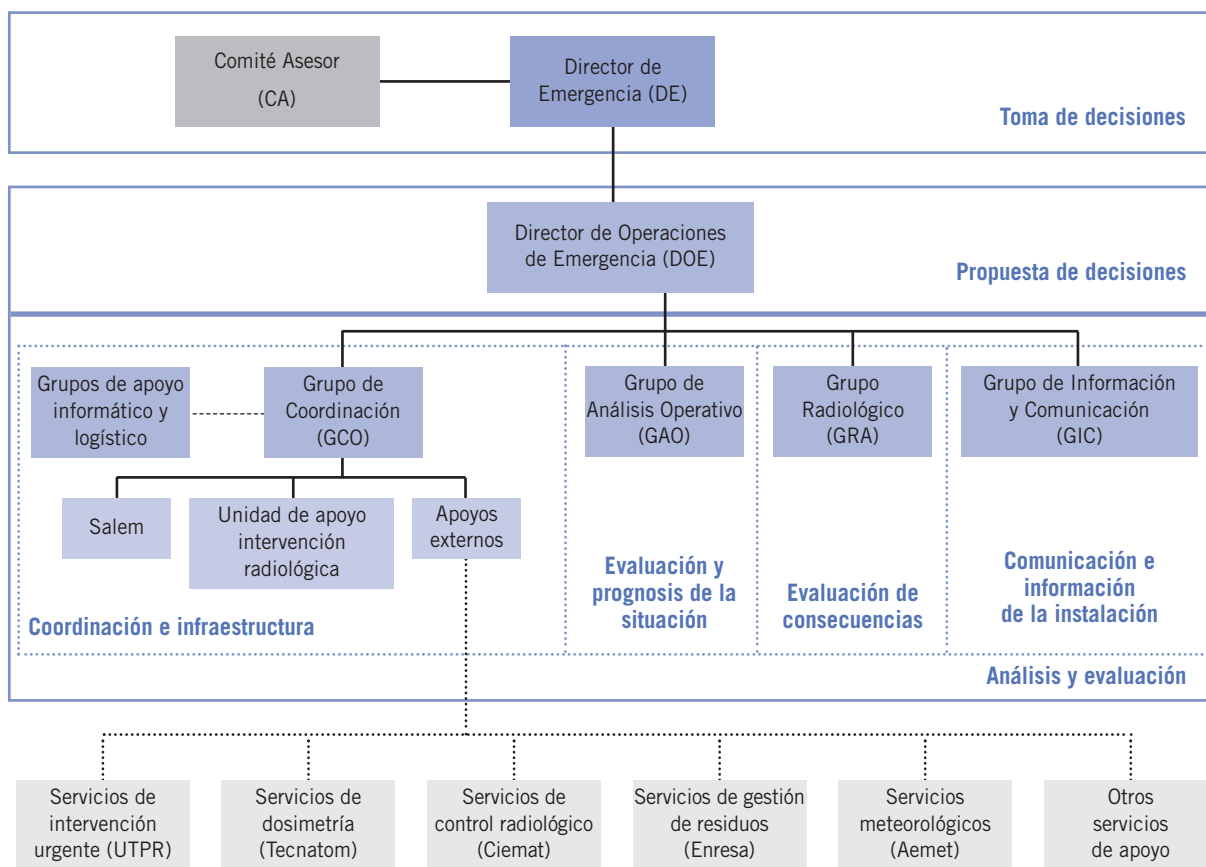 Comité Asesor
(CA)
Director de
Emergencia (DE)
Toma de decisiones
Director de Operaciones
de Emergencia (DOE)
Propuesta de decisiones
Grupos de apoyo
informático y
logístico
Grupo de
Coordinación
(GCO)
Grupo de
Análisis Operativo
(GAO)
Grupo
Radiológico
(GRA)
Grupo de Información
y Comunicación
(GIC)
Salem
Unidad de apoyo
intervención
radiológica
Apoyos
externos
Coordinación e infraestructura
Evaluación y
prognosis de la
situación
Evaluación de
consecuencias
Comunicación e
información
de la instalación
Análisis y evaluación
Servicios de
intervención
urgente (UTPR)
Servicios de
dosimetría
(Tecnatom)
Servicios de
control radiológico
(Ciemat)
Servicios de gestión
de residuos
(Enresa)
Servicios
meteorológicos
(Aemet)
Otros
servicios
de apoyo